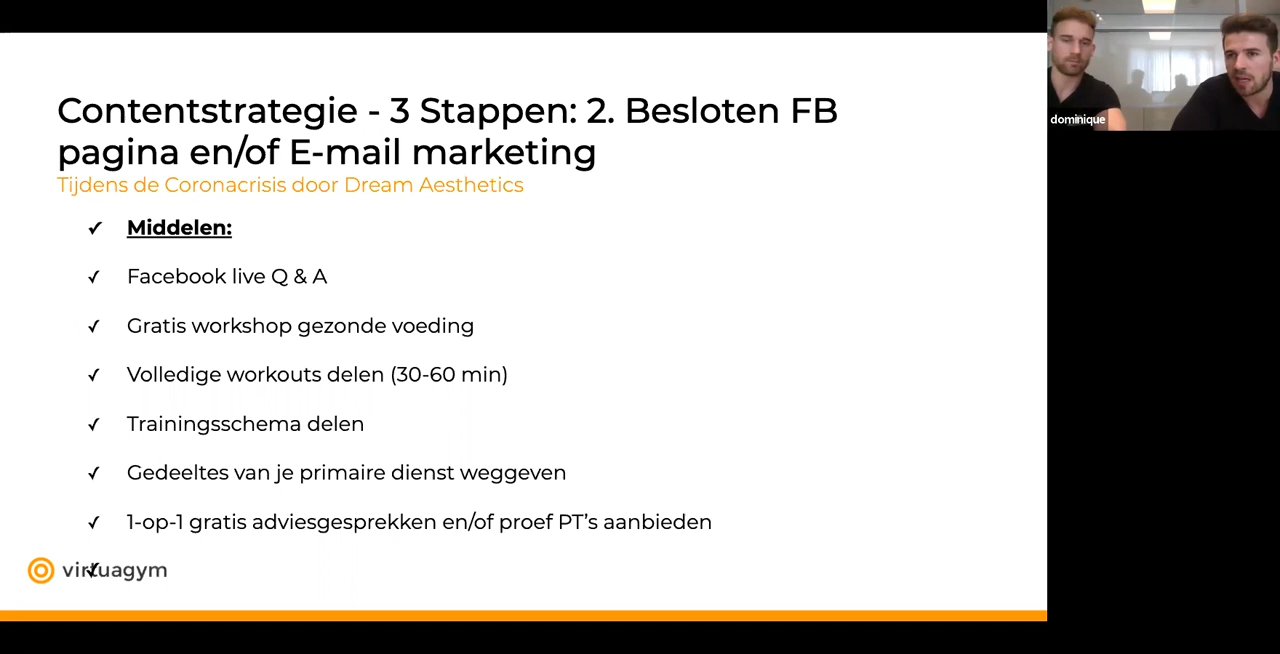 Contentstrategie - 3 Stappen: 2. Besloten FB
pagina en/of E-mail marketing
Tijdens de Coronacrisis door Dream Aesthetics
✓ Middelen:
✓ Facebook live Q & A
✓ Gratis workshop gezonde voeding
✓ Volledige workouts delen (30-60 min)
✓ Trainingsschema delen
✓ Gedeeltes van je primaire dienst weggeven
✓ 1-op-1 gratis adviesgesprekken en/of proef PT's aanbieden
✓
virtuagym
dominique